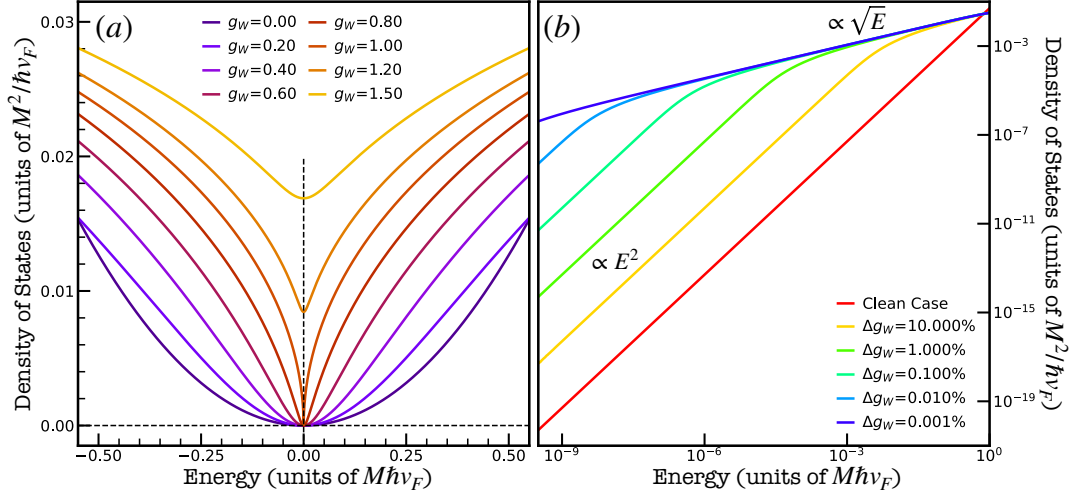 (a)
g_W=0.00 g_W=0.80
g_W=0.20 g_W=1.00
g_W=0.40 g_W=1.20
g_W=0.60 g_W=1.50
0.03
0.02
0.01
0.00
Density of States (units of M²/ħv_F)
−0.50 −0.25 0.00 0.25 0.50
Energy (units of Mħv_F)
(b)
∝ √E
∝ E²
Clean Case
Δg_W=10.000%
Δg_W=1.000%
Δg_W=0.100%
Δg_W=0.010%
Δg_W=0.001%
10⁻³
10⁻⁷
10⁻¹¹
10⁻¹⁵
10⁻¹⁹
Density of States (units of M²/ħv_F)
10⁻⁹ 10⁻⁶ 10⁻³ 10⁰
Energy (units of Mħv_F)